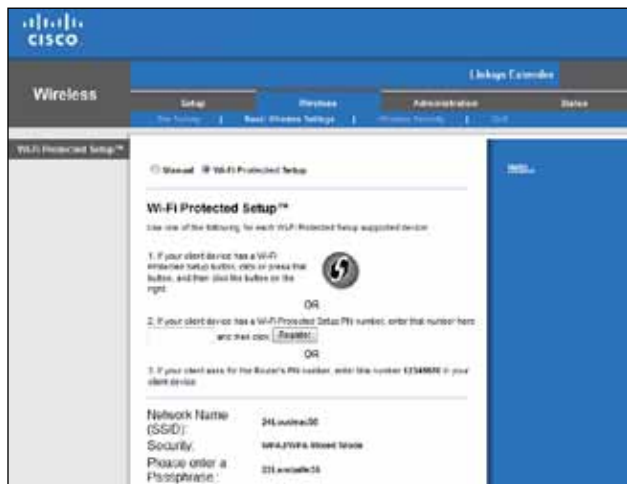 CISCO
Linksys Extender
Wireless
Setup
Wireless
Administration
Status
Site Survey | Basic Wireless Settings | Wireless Security | QoS
Wi-Fi Protected Setup™
Manual Wi-Fi Protected Setup
Wi-Fi Protected Setup™
Use one of the following for each Wi-Fi Protected Setup supported device:
1. If your client device has a Wi-Fi
Protected Setup button, click or press that
button, and then click the button on the
right.
OR
2. If your client device has a Wi-Fi Protected Setup PIN number, enter that number here
and then click Register
OR
3. If your client asks for the Router's PIN number, enter this number in your
client device.
Network Name
(SSID):
Security: WPA2/WPA Mixed Mode
Please enter a
Passphrase: